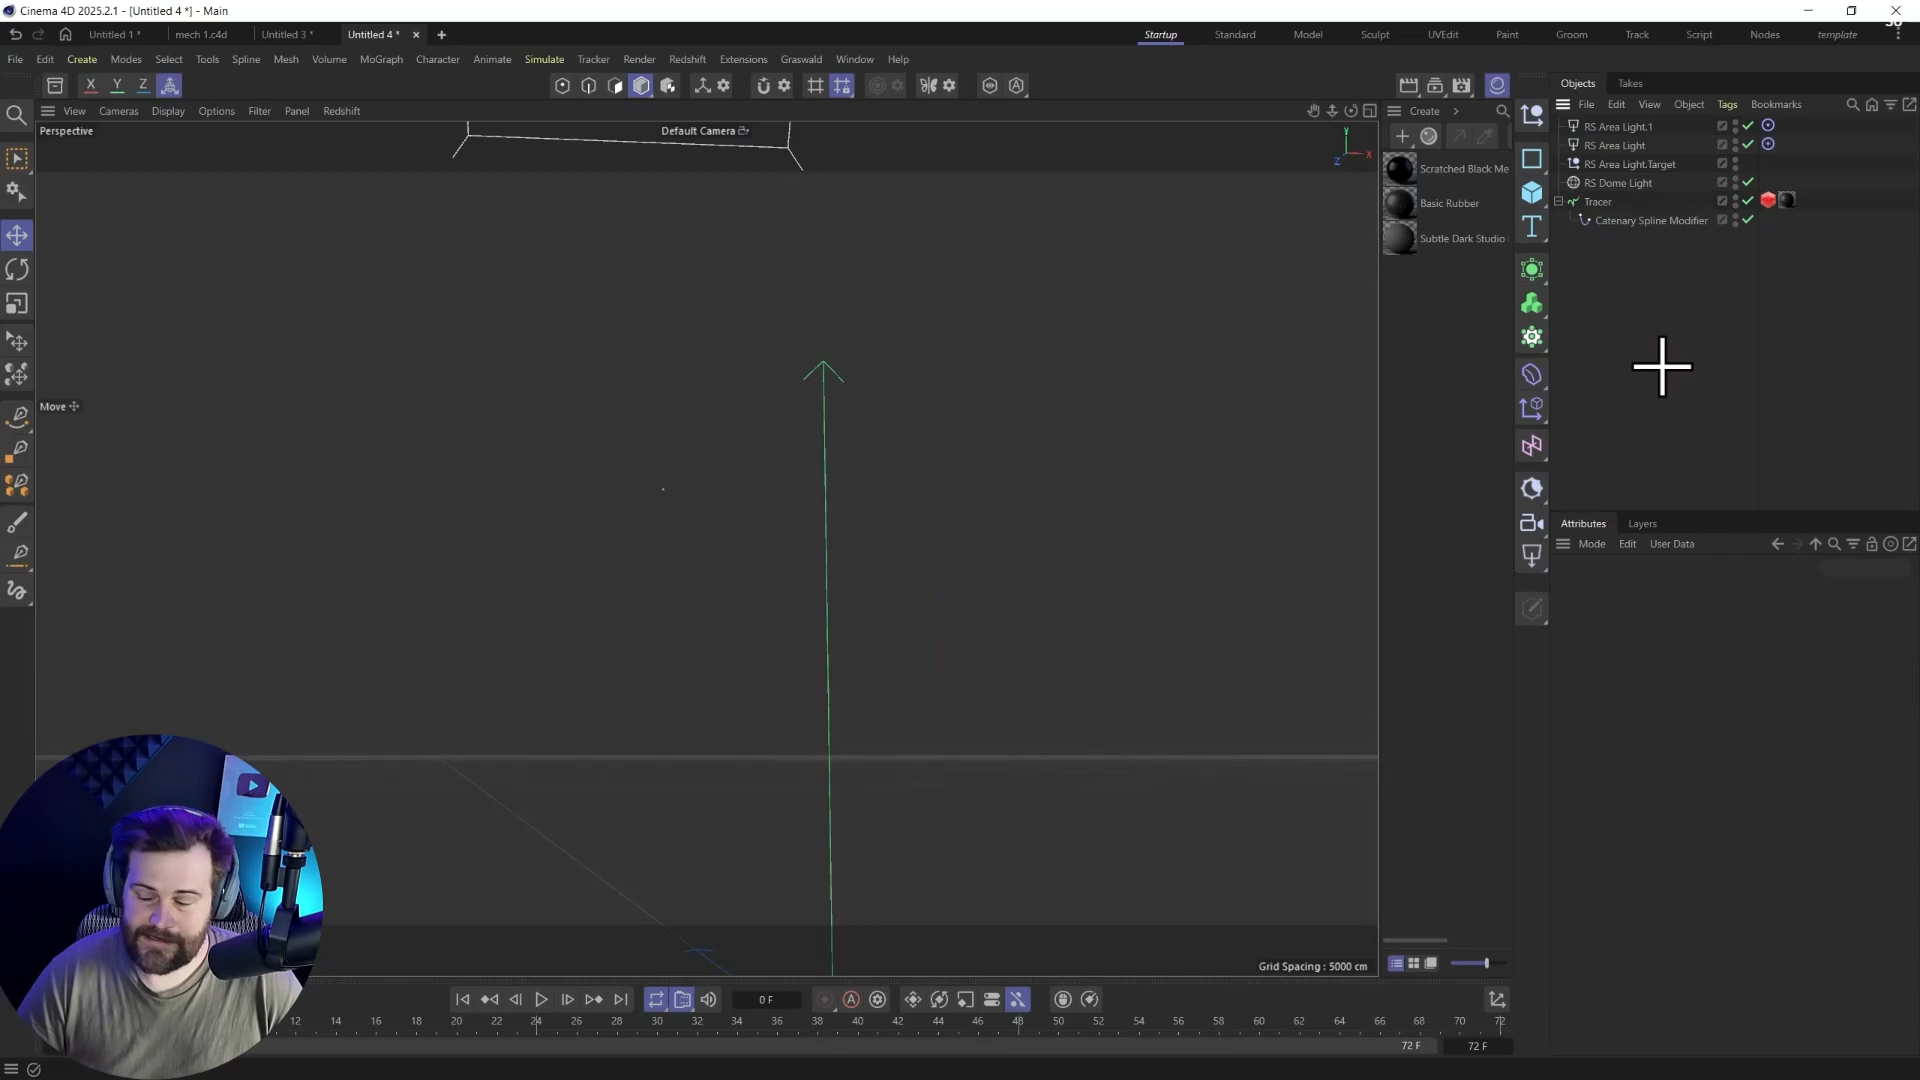 Cinema 4D 2025.2.1 - [Untitled 4 *] - Main
Untitled 1 *
mech 1.c4d
Untitled 3 *
Untitled 4 *
Startup
Standard
Model
Sculpt
UVEdit
Paint
Groom
Track
Script
Nodes
template
File Edit Create Modes Select Tools Spline Mesh Volume MoGraph Character Animate Simulate Tracker Render Redshift Extensions Graswald Window Help
X Y Z
Objects
Takes
View Cameras Display Options Filter Panel Redshift
Create
File Edit View Object Tags Bookmarks
Perspective
Default Camera
Y
X
Z
RS Area Light.1
RS Area Light
RS Area Light.Target
RS Dome Light
Tracer
Catenary Spline Modifier
Scratched Black Me
Basic Rubber
Subtle Dark Studio
Move
Attributes
Layers
Mode Edit User Data
Grid Spacing : 5000 cm
0 F
12 14 16 18 20 22 24 26 28 30 32 34 36 38 40 42 44 46 48 50 52 54 56 58 60 62 64 66 68 70 72
72 F
72 F